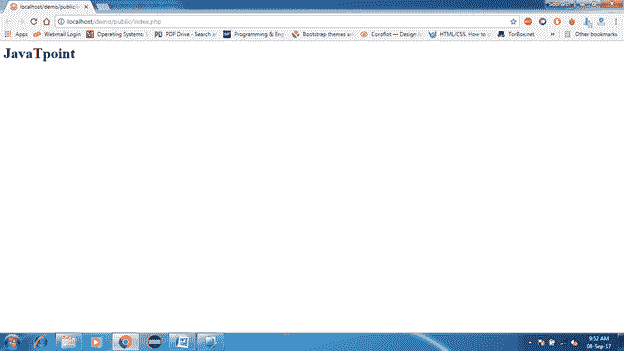 localhost/demo/public/i
localhost/demo/public/index.php
Apps Webmail Login Operating Systems PDF Drive - Search a Programming & Eng Bootstrap themes a Coroflot — Design HTML/CSS. How to TorBox.net » Other bookmarks
JavaTpoint
9:52 AM
08-Sep-17